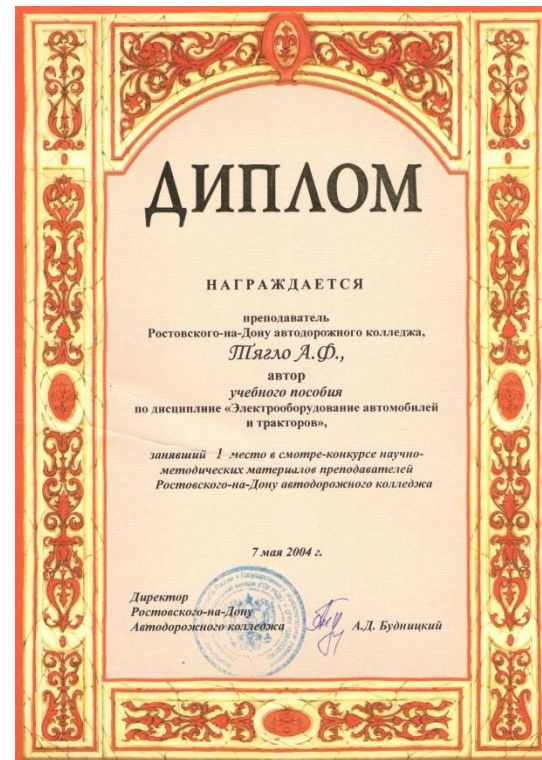 ДИПЛОМ
НАГРАЖДАЕТСЯ
преподаватель
Ростовского-на-Дону автодорожного колледжа,
Тягло А.Ф.,
автор
учебного пособия
по дисциплине «Электрооборудование автомобилей
и тракторов»,
занявший 1 место в смотре-конкурсе научно-
методических материалов преподавателей
Ростовского-на-Дону автодорожного колледжа
7 мая 2004 г.
Директор
Ростовского-на-Дону
Автодорожного колледжа А.Д. Будницкий